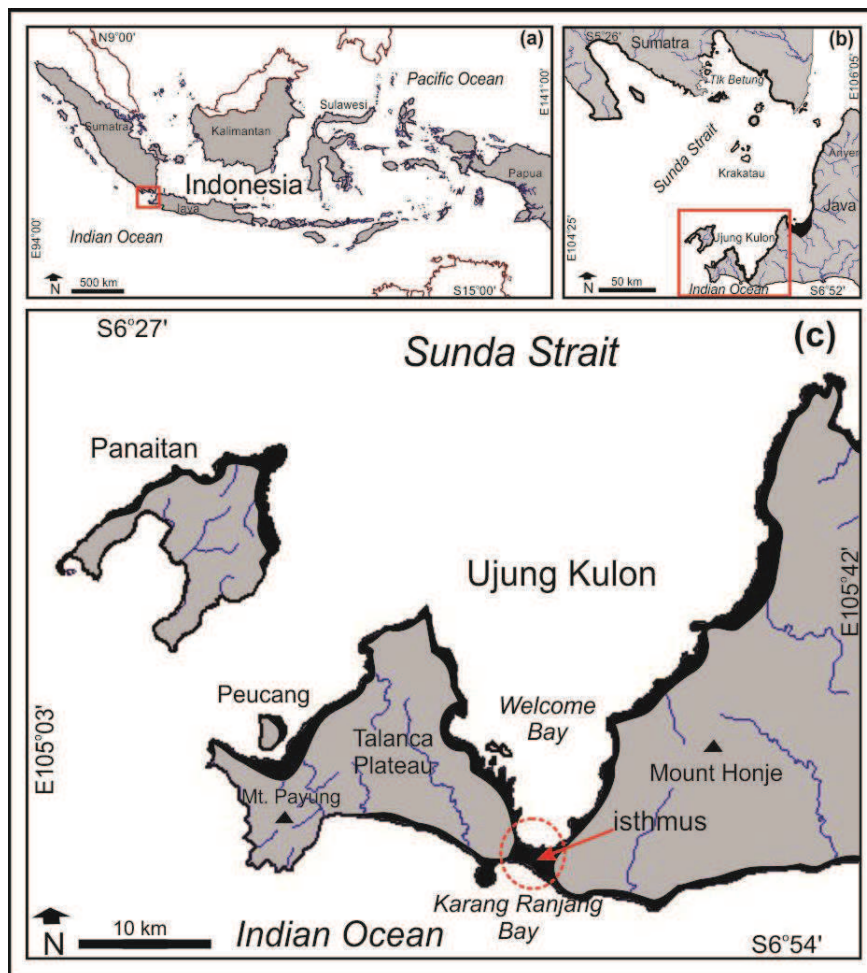 N9°00'
(a)
Pacific Ocean
E141°00'
Sumatra
Kalimantan
Sulawesi
Papua
Indonesia
Java
Indian Ocean
E94°00'
N
500 km
S15°00'
S5°26'
Sumatra
(b)
Tlk Betung
E106°05'
Sunda Strait
Krakatau
Anyer
Java
E104°25'
Ujung Kulon
N
50 km
Indian Ocean
S6°52'
S6°27'
Sunda Strait
(c)
Panaitan
Ujung Kulon
E105°42'
Peucang
Welcome
Bay
E105°03'
Talanca
Plateau
Mount Honje
Mt. Payung
isthmus
Karang Ranjang
Bay
10 km
N
Indian Ocean
S6°54'